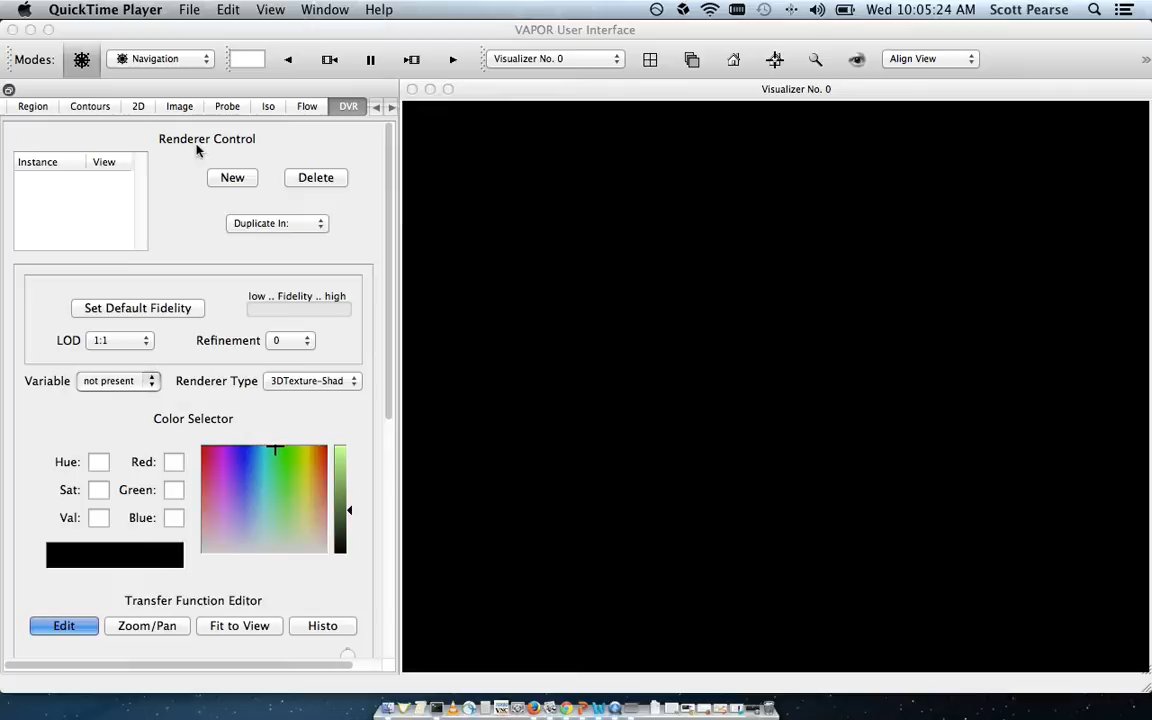 QuickTime Player File Edit View Window Help Wed 10:05:24 AM Scott Pearse
VAPOR User Interface
Modes: Navigation Visualizer No. 0 Align View
Region Contours 2D Image Probe Iso Flow DVR
Visualizer No. 0
Renderer Control
Instance View
New Delete
Duplicate In:
low .. Fidelity .. high
Set Default Fidelity
LOD 1:1 Refinement 0
Variable not present Renderer Type 3DTexture-Shad
Color Selector
Hue: Red:
Sat: Green:
Val: Blue:
Transfer Function Editor
Edit Zoom/Pan Fit to View Histo